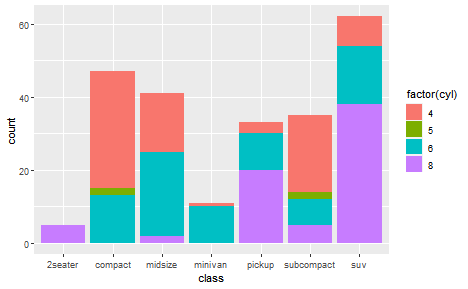 60
40
20
0
count
2seater compact midsize minivan pickup subcompact suv
class
factor(cyl)
4
5
6
8